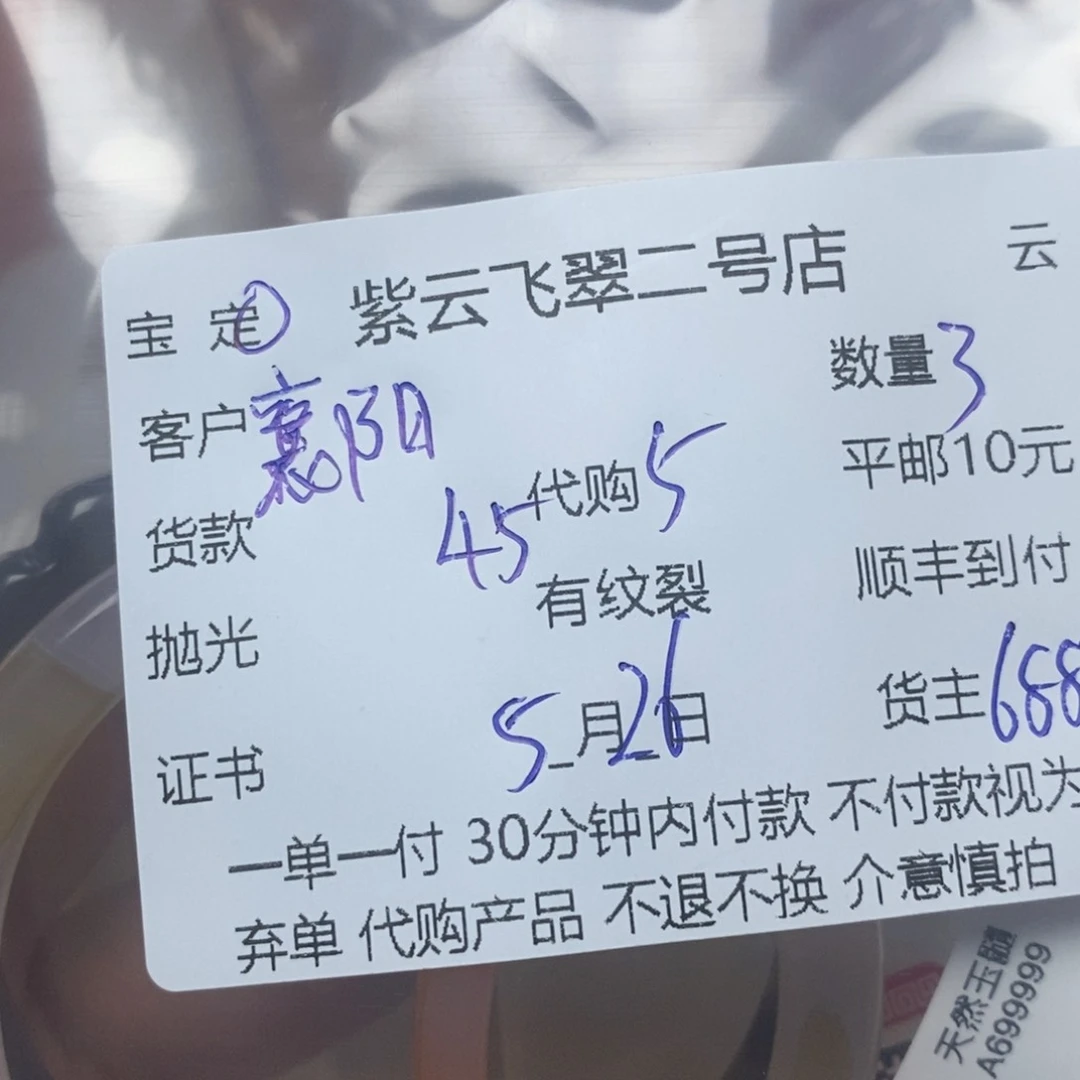 宝 定① 紫云飞翠二号店 云
客户襄阳 数量3
货款 45 代购5 平邮10元
抛光 有纹裂 顺丰到付
证书 5_月26日 货主688
一单一付 30分钟内付款 不付款视为
弃单 代购产品 不退不换 介意慎拍
天然玉髓
A699999